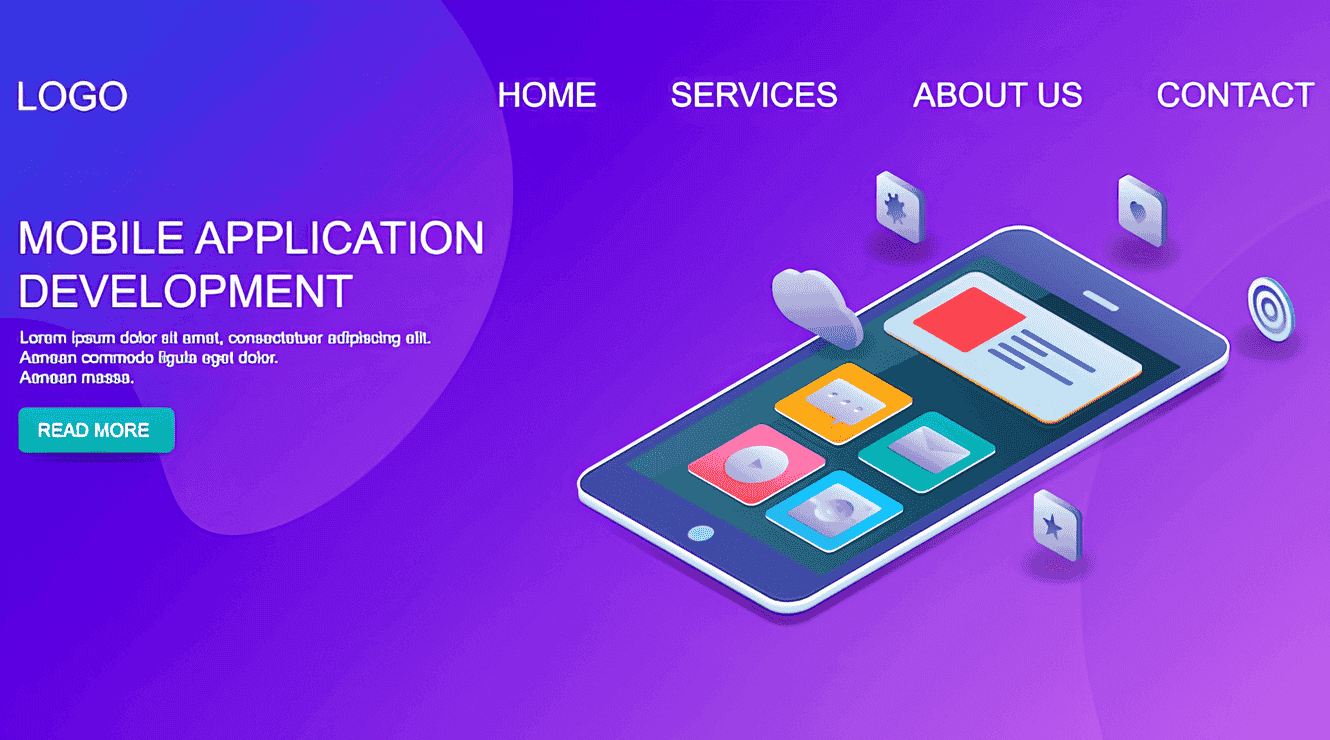 LOGO
HOME
SERVICES
ABOUT US
CONTACT
MOBILE APPLICATION
DEVELOPMENT
Lorem ipsum dolor sit amet, consectetuer adipiscing elit.
Aenean commodo ligula eget dolor.
Aenean massa.
READ MORE